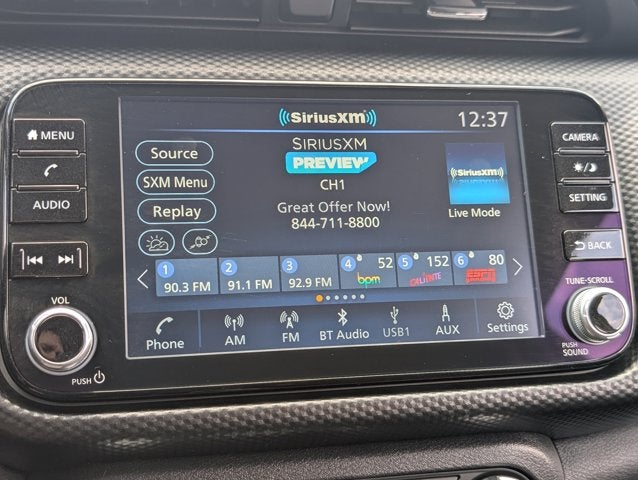 MENU
AUDIO
VOL
PUSH
((SiriusXM))
12:37
Source
SXM Menu
Replay
SIRIUSXM
PREVIEW
CH1
Great Offer Now!
844-711-8800
((SiriusXM))
Live Mode
1 90.3 FM
2 91.1 FM
3 92.9 FM
4 52 bpm
5 152 CALIENTE
6 80 ESPN
Phone
AM
FM
BT Audio
USB1
AUX
Settings
CAMERA
SETTING
BACK
TUNE·SCROLL
PUSH
SOUND